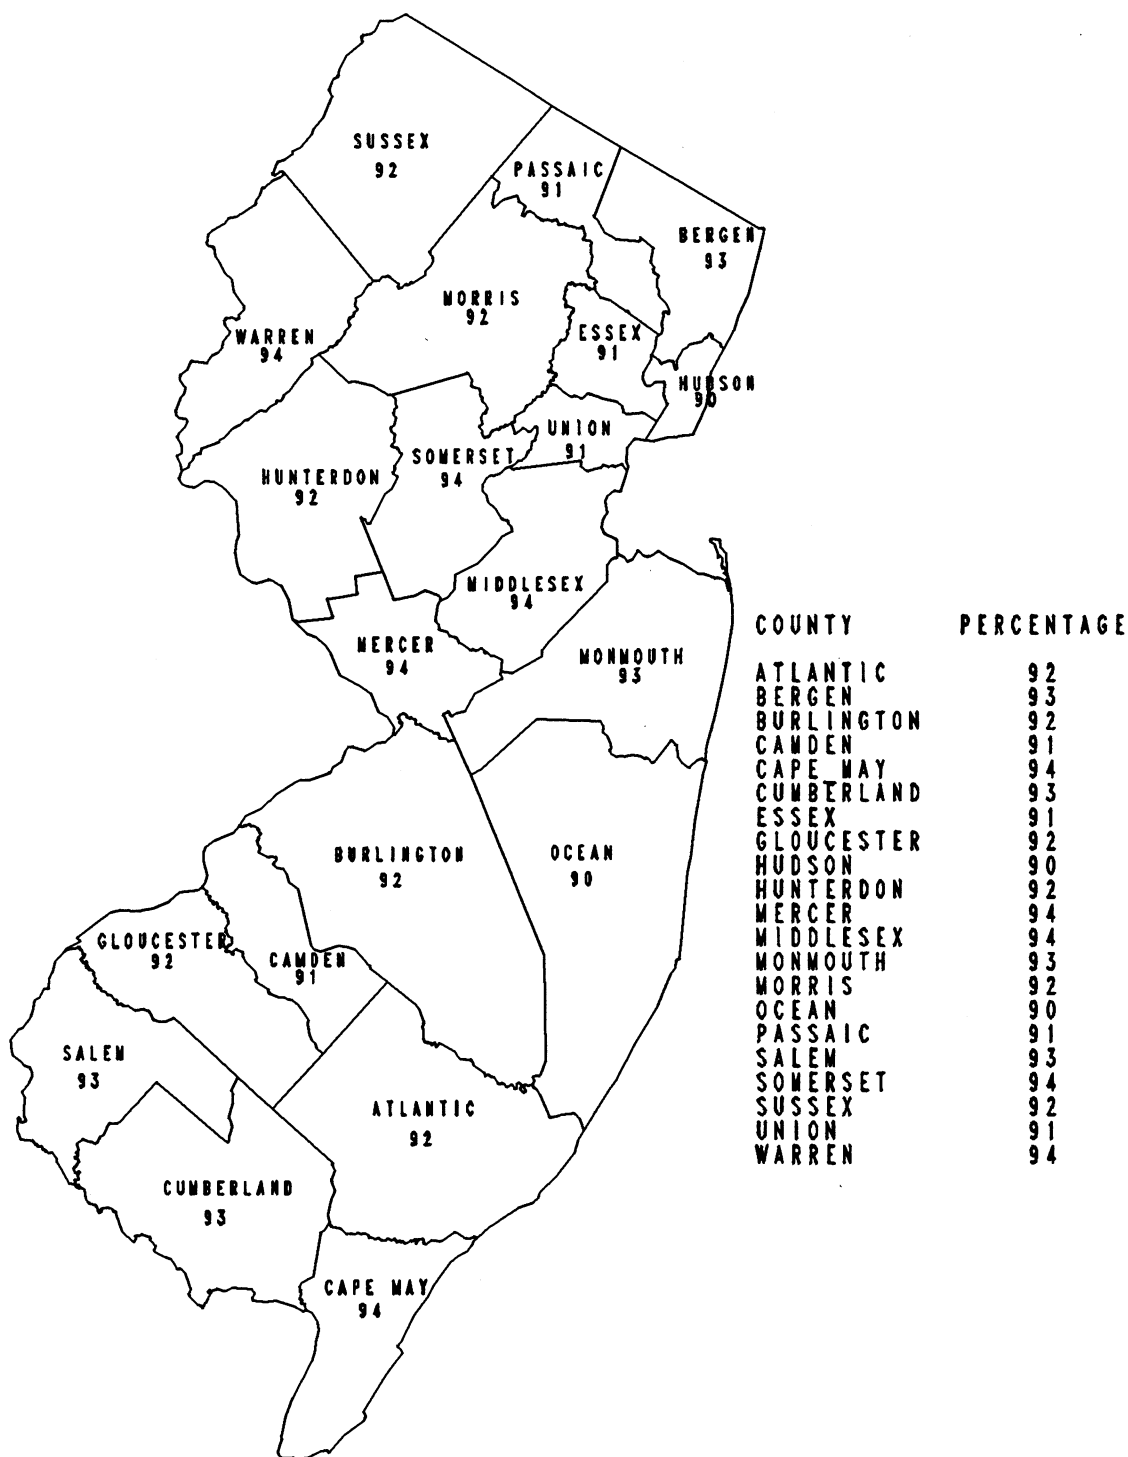 SUSSEX
92
PASSAIC
91
BERGEN
93
MORRIS
92
WARREN
94
ESSEX
91
HUDSON
90
UNION
91
SOMERSET
94
HUNTERDON
92
MIDDLESEX
94
MERCER
94
MONMOUTH
93
BURLINGTON
92
OCEAN
90
GLOUCESTER
92
CAMDEN
91
SALEM
93
ATLANTIC
92
CUMBERLAND
93
CAPE MAY
94
COUNTY PERCENTAGE
ATLANTIC 92
BERGEN 93
BURLINGTON 92
CAMDEN 91
CAPE MAY 94
CUMBERLAND 93
ESSEX 91
GLOUCESTER 92
HUDSON 90
HUNTERDON 92
MERCER 94
MIDDLESEX 94
MONMOUTH 93
MORRIS 92
OCEAN 90
PASSAIC 91
SALEM 93
SOMERSET 94
SUSSEX 92
UNION 91
WARREN 94